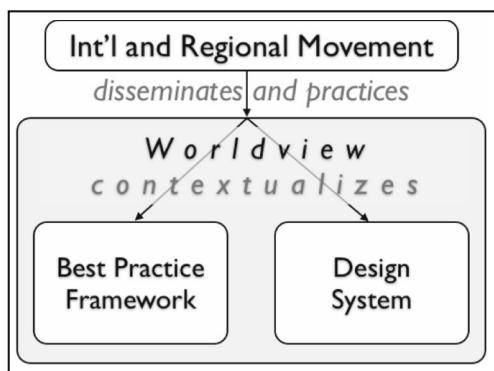 Int'l and Regional Movement
disseminates and practices
Worldview
contextualizes
Best Practice
Framework
Design
System